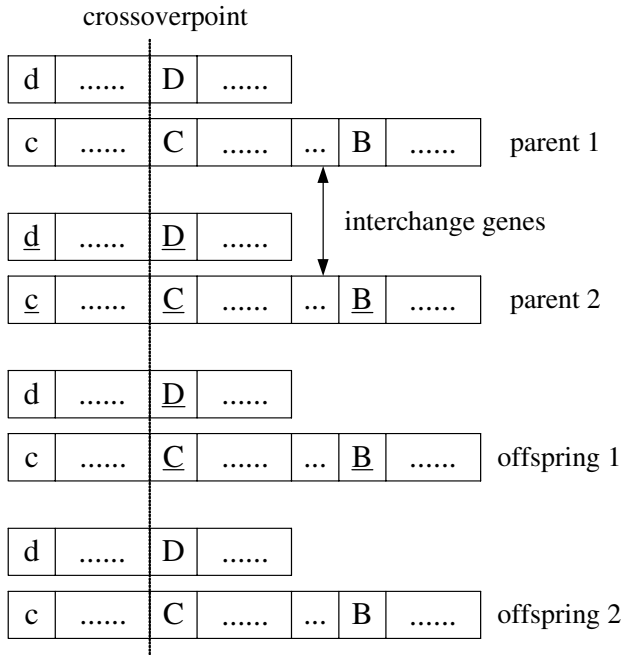 crossoverpoint
d ...... D ......
c ...... C ...... ... B ...... parent 1
interchange genes
d ...... D ......
c ...... C ...... ... B ...... parent 2
d ...... D ......
c ...... C ...... ... B ...... offspring 1
d ...... D ......
c ...... C ...... ... B ...... offspring 2